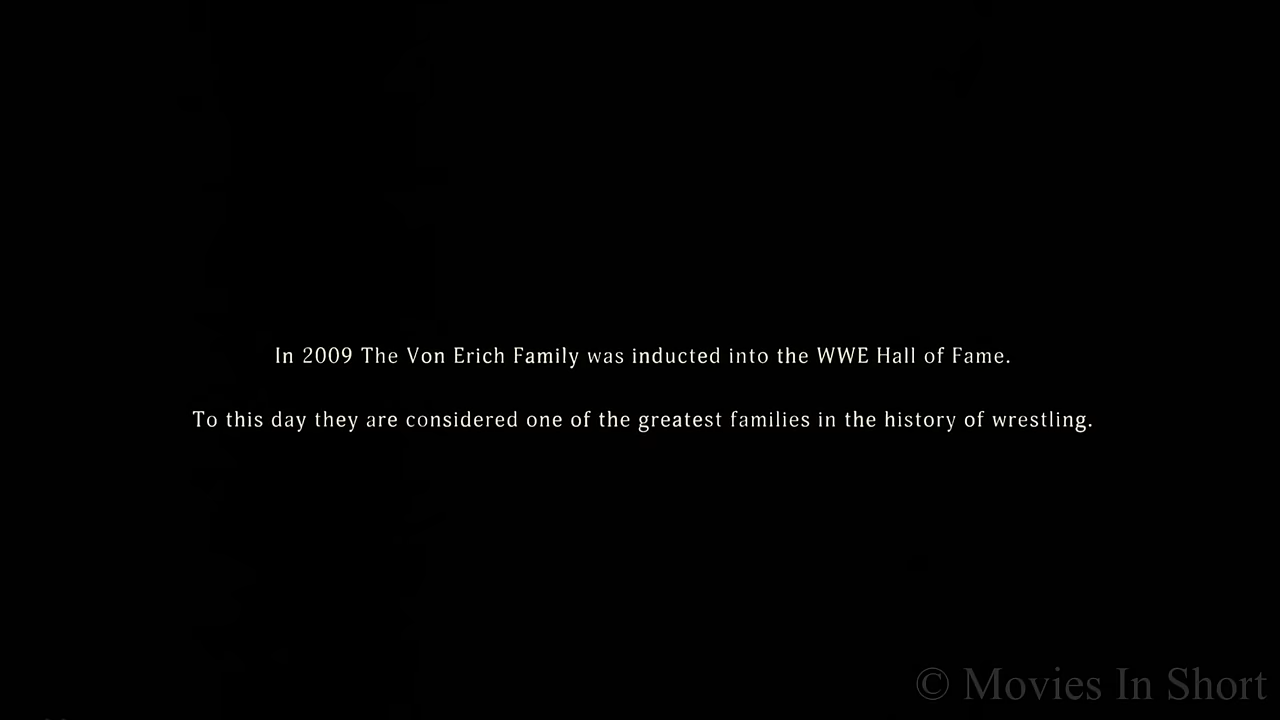 In 2009 The Von Erich Family was inducted into the WWE Hall of Fame.
To this day they are considered one of the greatest families in the history of wrestling.
© Movies In Short